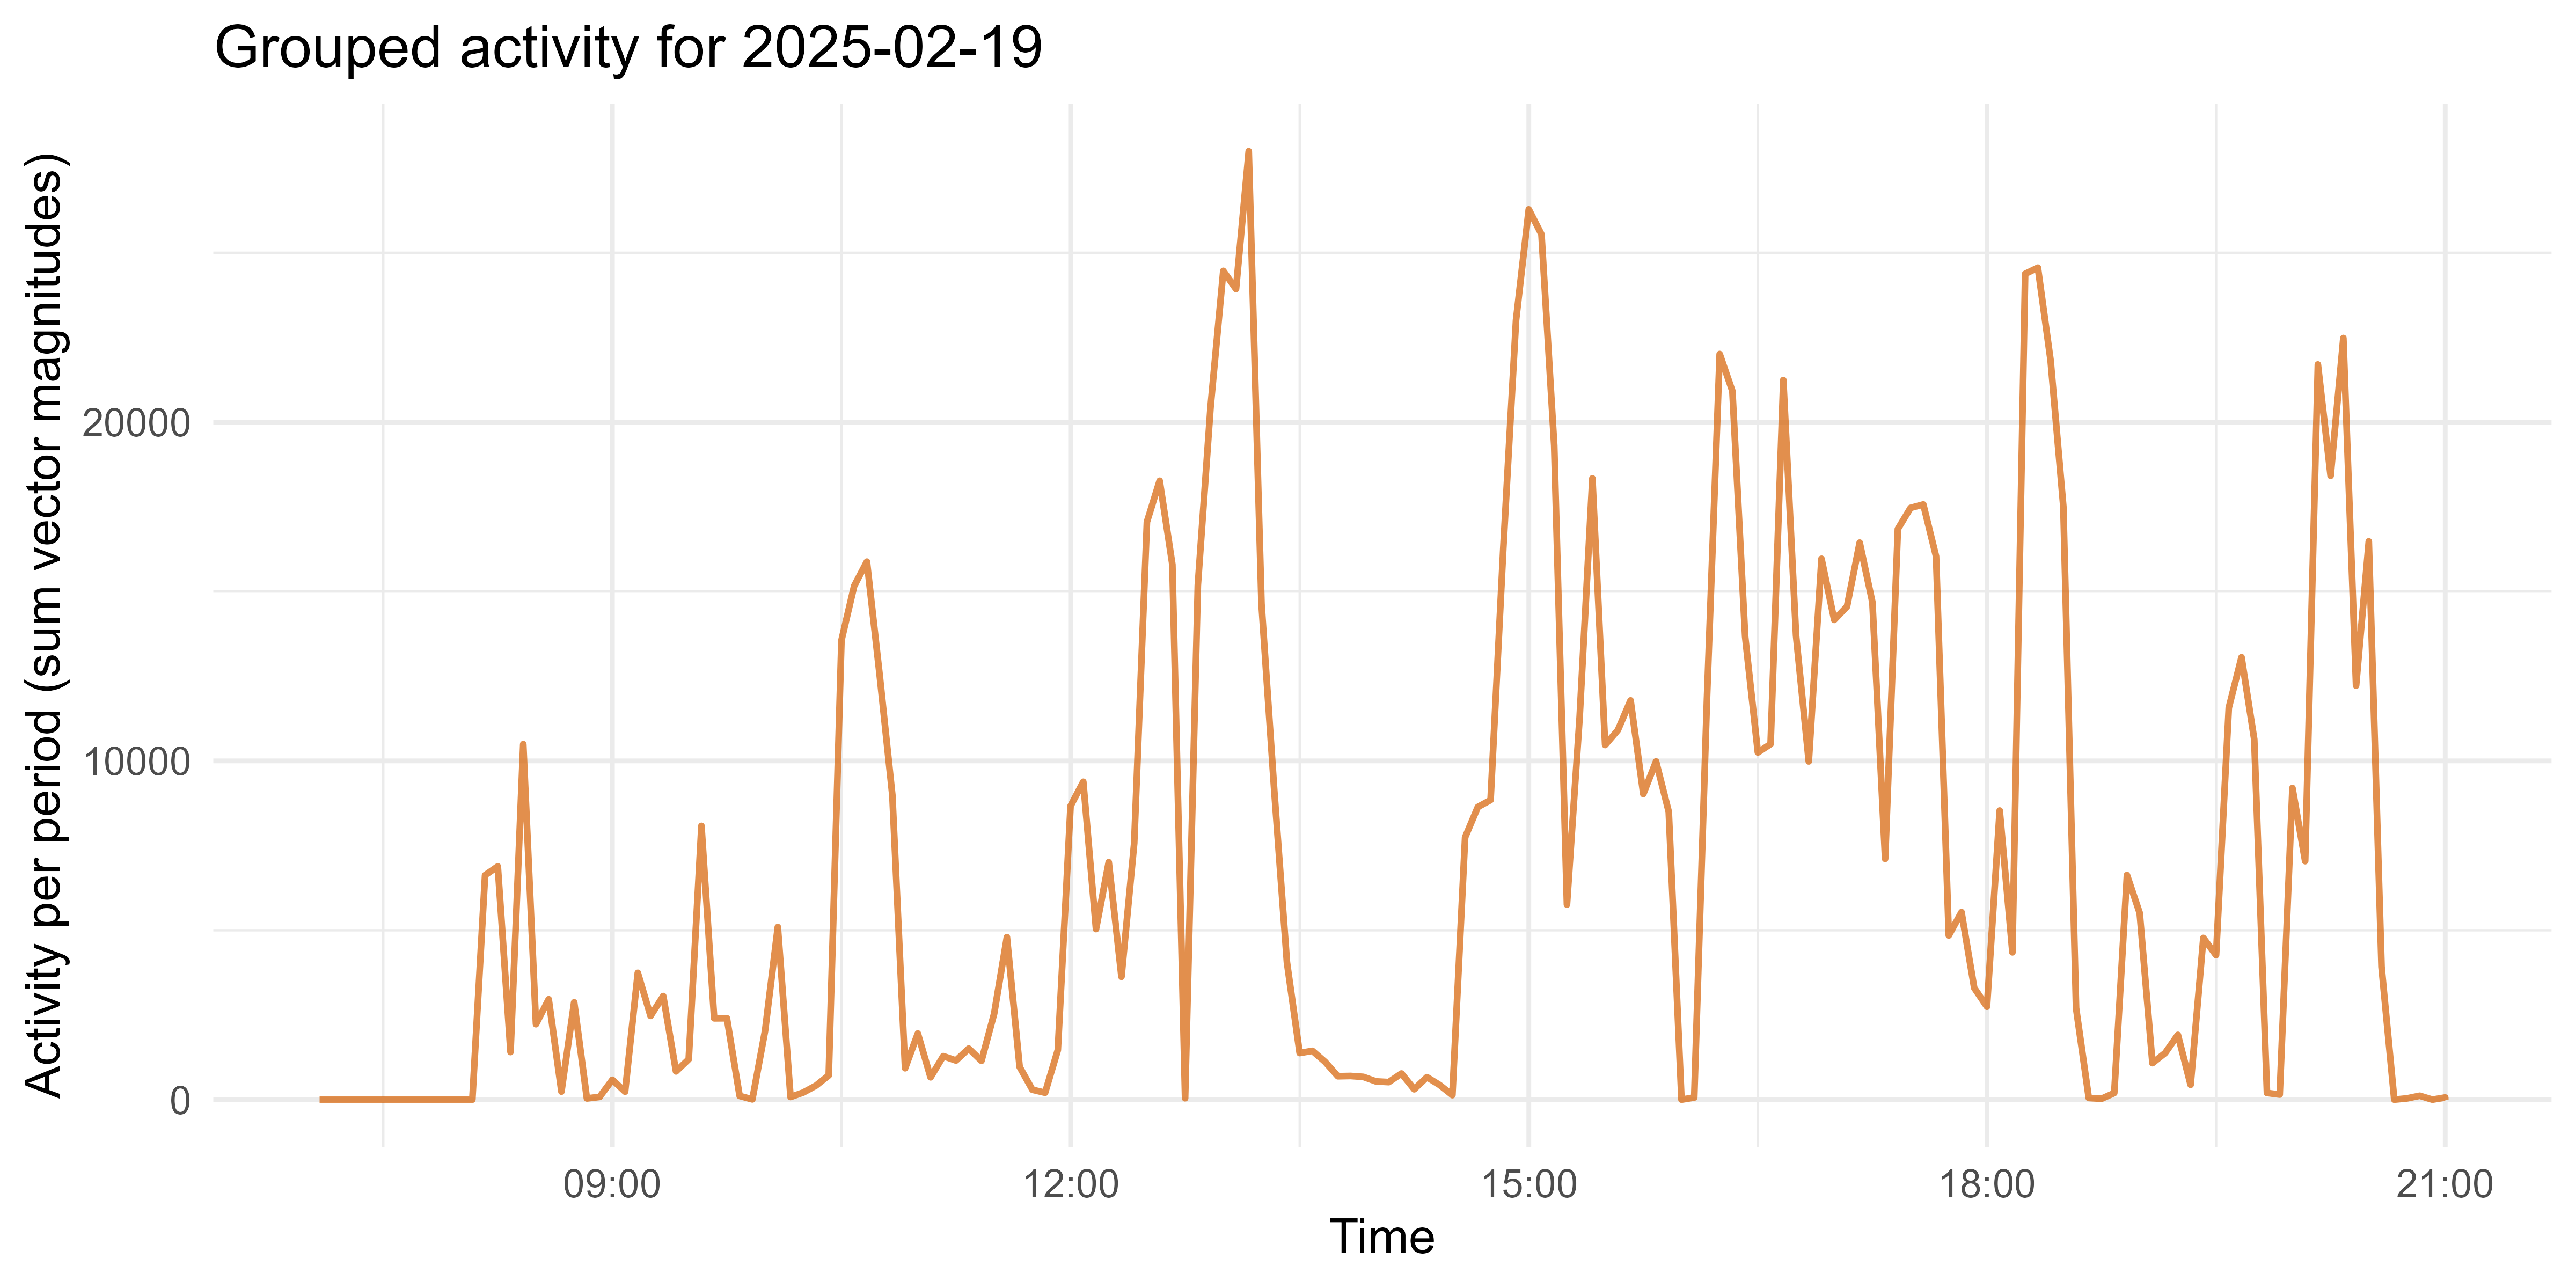 Grouped activity for 2025-02-19
Activity per period (sum vector magnitudes)
20000
10000
0
09:00
12:00
15:00
18:00
21:00
Time